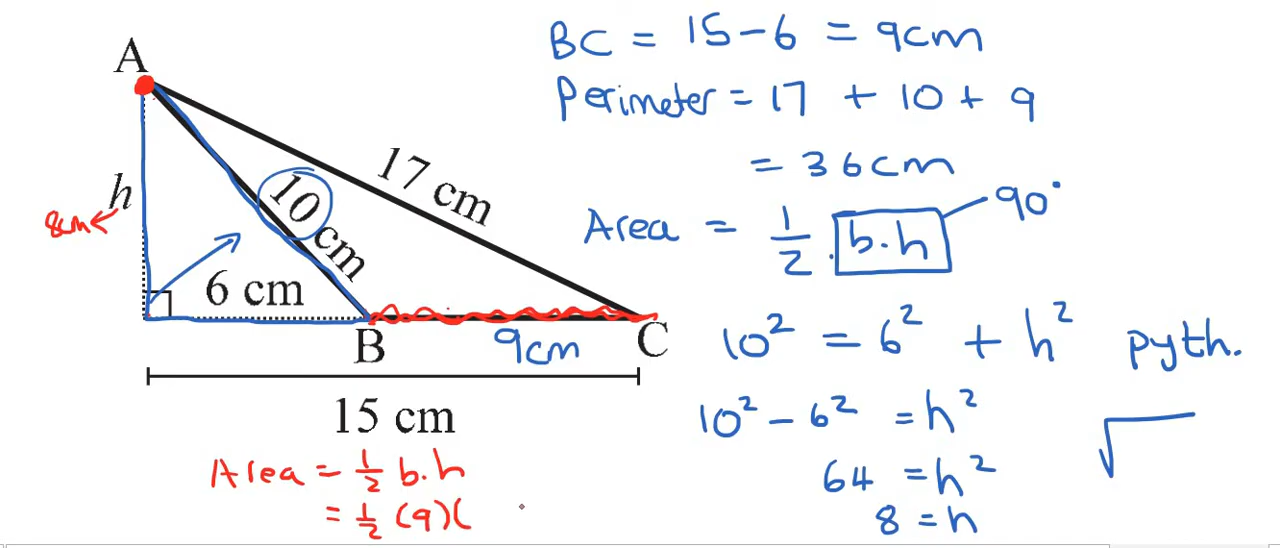 A
h
8cm
10 cm
17 cm
6 cm
B
9cm
C
15 cm
Area = 1/2 b.h
= 1/2 (9)(
BC = 15 - 6 = 9cm
Perimeter = 17 + 10 + 9
= 36cm
Area = 1/2 . b.h 90°
10² = 6² + h² pyth.
10² - 6² = h²
√
64 = h²
8 = h